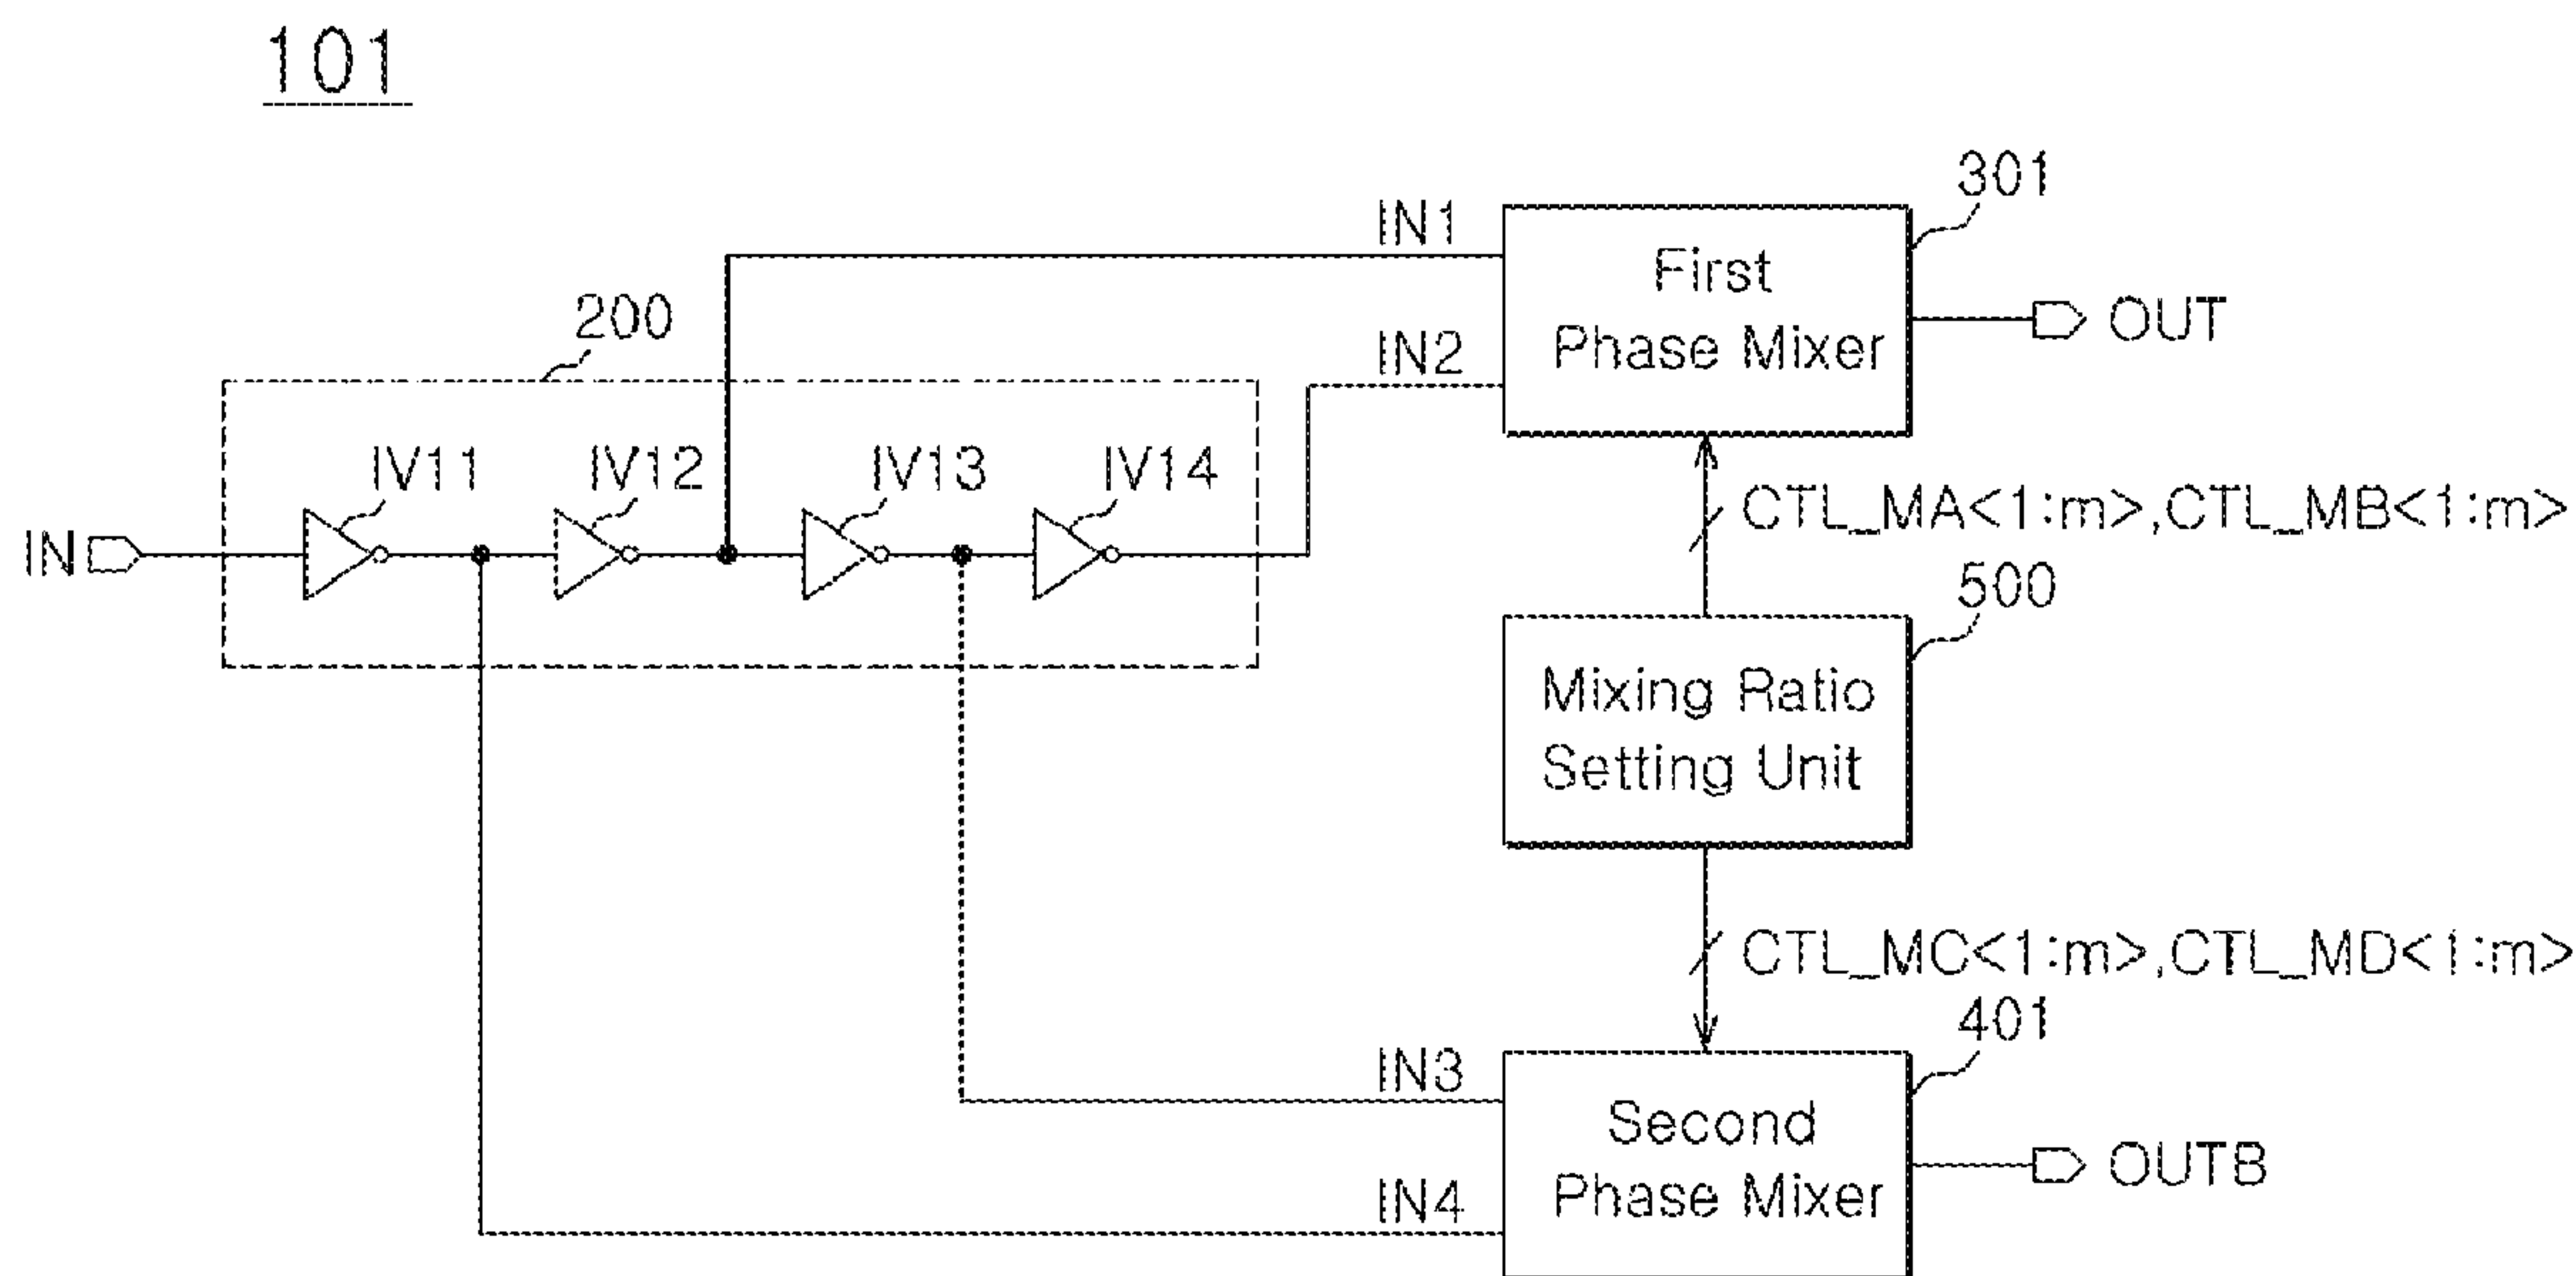 101
301
IN1
First
Phase Mixer
OUT
200
IN2
IV11
IV12
IV13
IV14
IN
CTL_MA<1:m>,CTL_MB<1:m>
500
Mixing Ratio
Setting Unit
CTL_MC<1:m>,CTL_MD<1:m>
401
IN3
Second
Phase Mixer
OUTB
IN4